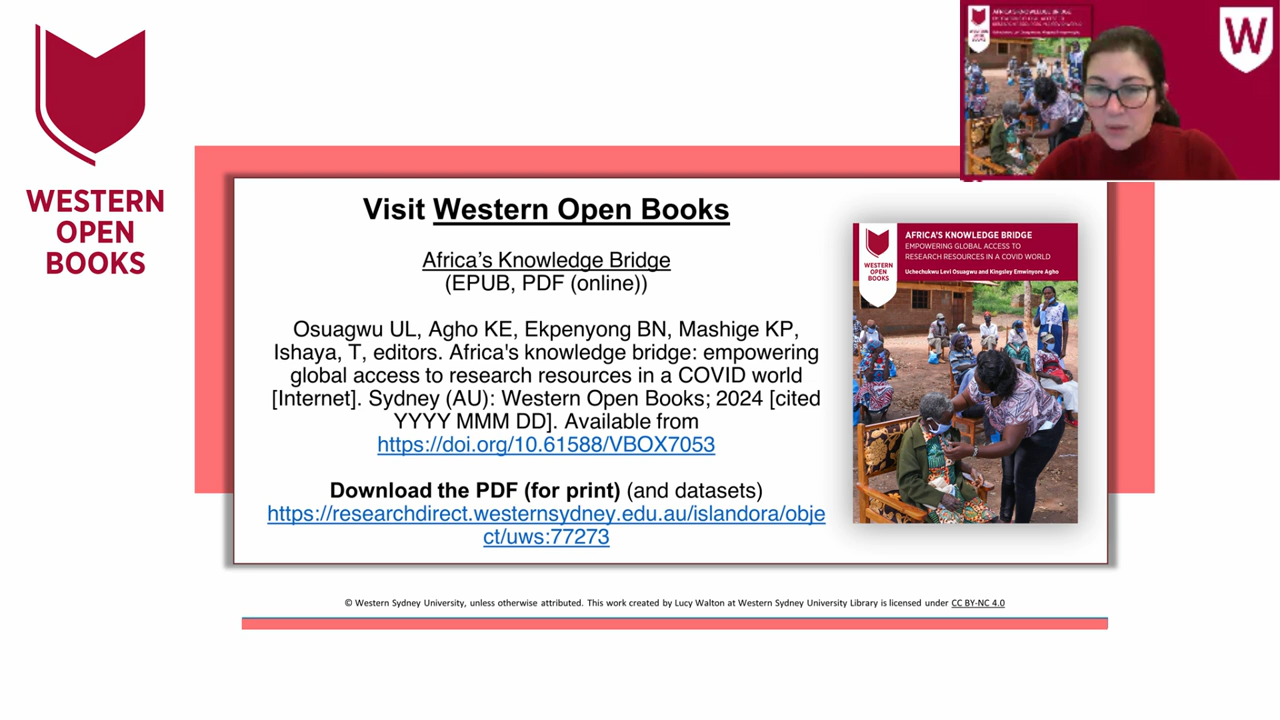 WESTERN
OPEN
BOOKS
Visit Western Open Books
Africa’s Knowledge Bridge
(EPUB, PDF (online))
Osuagwu UL, Agho KE, Ekpenyong BN, Mashige KP,
Ishaya, T, editors. Africa's knowledge bridge: empowering
global access to research resources in a COVID world
[Internet]. Sydney (AU): Western Open Books; 2024 [cited
YYYY MMM DD]. Available from
https://doi.org/10.61588/VBOX7053
Download the PDF (for print) (and datasets)
https://researchdirect.westernsydney.edu.au/islandora/obje
ct/uws:77273
AFRICA'S KNOWLEDGE BRIDGE
W
WESTERN
OPEN
BOOKS
AFRICA'S KNOWLEDGE BRIDGE
EMPOWERING GLOBAL ACCESS TO
RESEARCH RESOURCES IN A COVID WORLD
Uchechukwu Levi Osuagwu and Kingsley Emwinyore Agho
© Western Sydney University, unless otherwise attributed. This work created by Lucy Walton at Western Sydney University Library is licensed under CC BY-NC 4.0